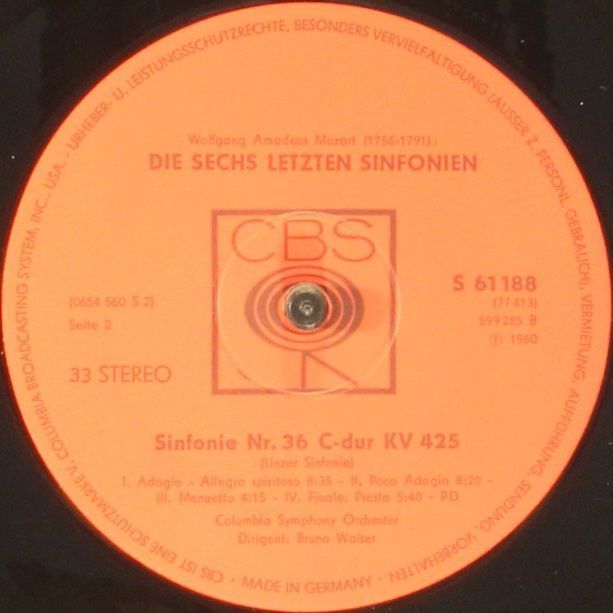 CBS IST EINE SCHUTZMARKE V. COLUMBIA BROADCASTING SYSTEM, INC., USA. - URHEBER- U. LEISTUNGSSCHUTZRECHTE, BESONDERS VERVIELFÄLTIGUNG (AUSSER Z. PERSÖNL. GEBRAUCH), VERMIETUNG, AUFFÜHRUNG, SENDUNG, VORBEHALTEN · MADE IN GERMANY ·
Wolfgang Amadeus Mozart (1756-1791):
DIE SECHS LETZTEN SINFONIEN
CBS
(0654 560 S 2)
Seite 2
33 STEREO
S 61188
(77 413)
599 285 B
Ⓟ 1960
Sinfonie Nr. 36 C-dur KV 425
(Linzer Sinfonie)
I. Adagio - Allegro spiritoso 8:35 - II. Poco Adagio 8:20 -
III. Menuetto 4:15 - IV. Finale: Presto 5:40 - PD
Columbia Symphony Orchester
Dirigent: Bruno Walter